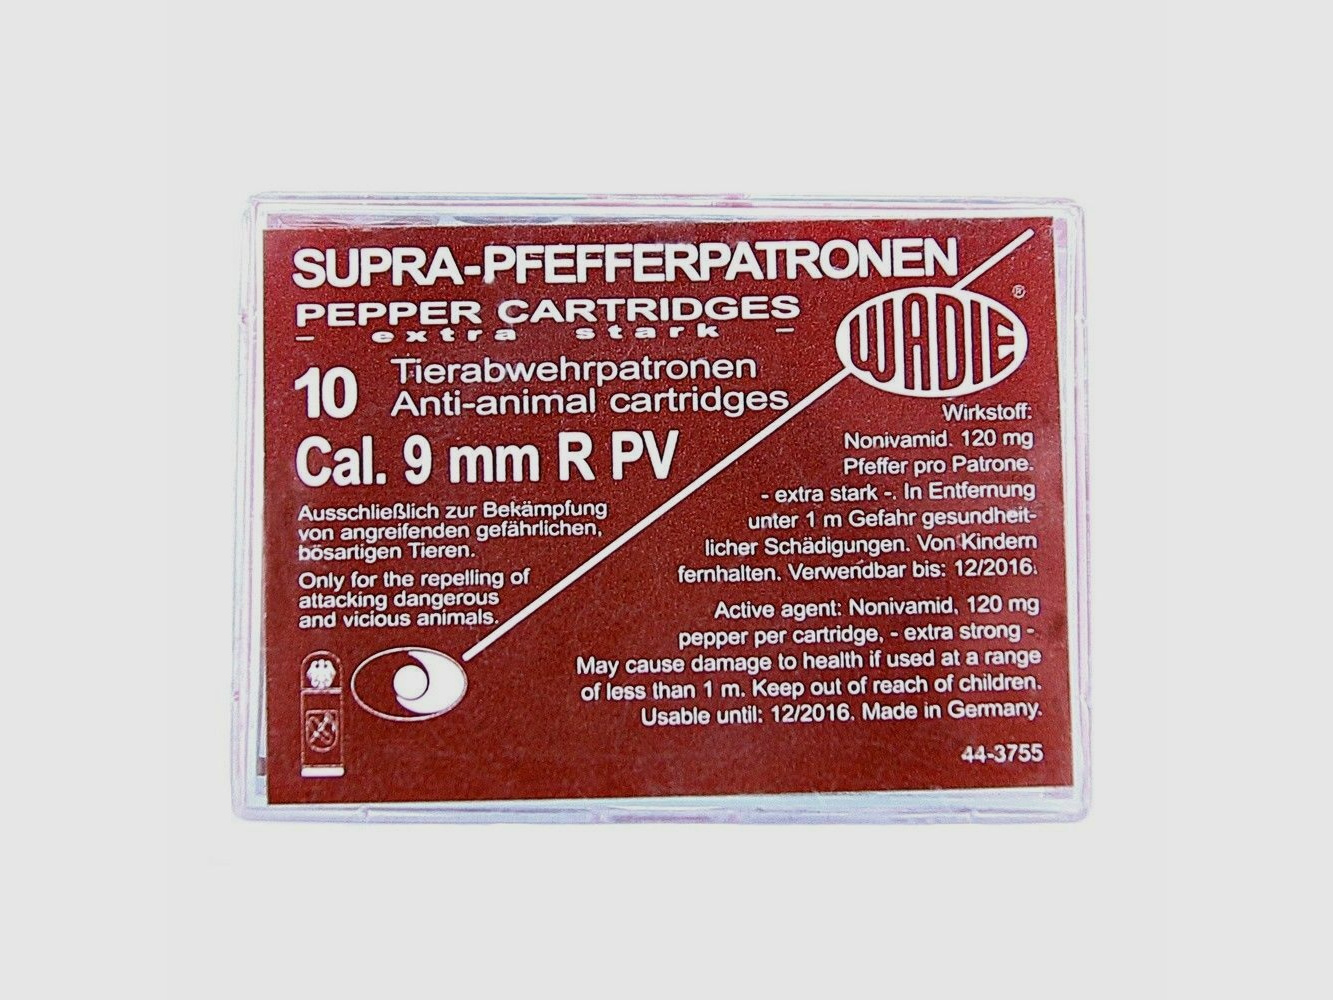 SUPRA-PFEFFERPATRONEN
PEPPER CARTRIDGES
- extra stark -
WADIE ®
10 Tierabwehrpatronen
Anti-animal cartridges
Cal. 9 mm R PV
Ausschließlich zur Bekämpfung
von angreifenden gefährlichen,
bösartigen Tieren.
Only for the repelling of
attacking dangerous
and vicious animals.
Wirkstoff:
Nonivamid. 120 mg
Pfeffer pro Patrone.
- extra stark -. In Entfernung
unter 1 m Gefahr gesundheit-
licher Schädigungen. Von Kindern
fernhalten. Verwendbar bis: 12/2016.
Active agent: Nonivamid, 120 mg
pepper per cartridge, - extra strong -.
May cause damage to health if used at a range
of less than 1 m. Keep out of reach of children.
Usable until: 12/2016. Made in Germany.
44-3755